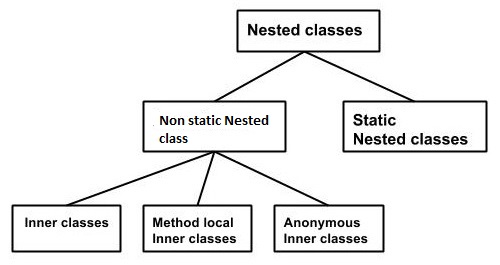 Nested classes
Non static Nested
class
Static
Nested classes
Inner classes
Method local
Inner classes
Anonymous
Inner classes